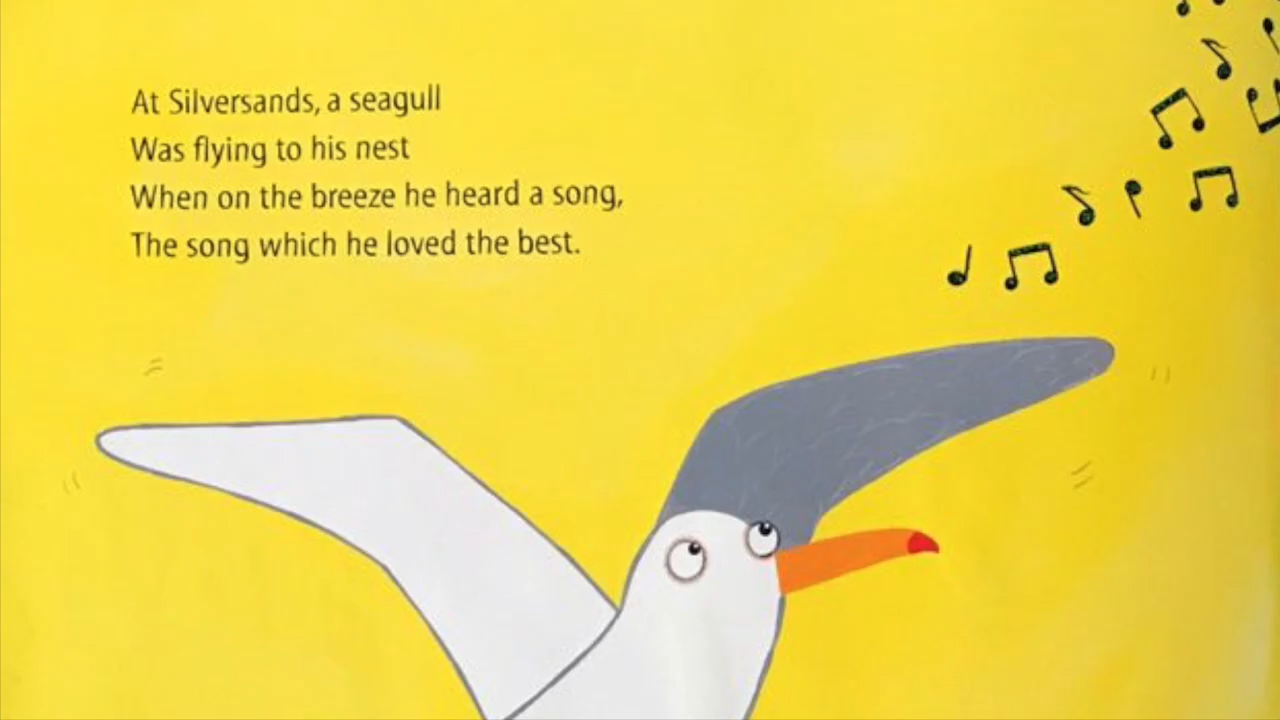 At Silversands, a seagull
Was flying to his nest
When on the breeze he heard a song,
The song which he loved the best.